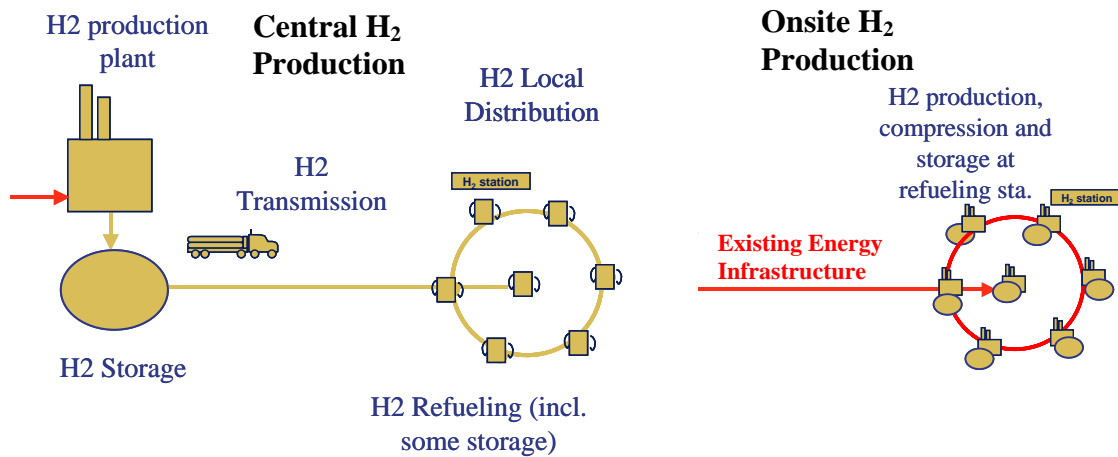 H2 production
plant
Central H₂
Production
H2 Local
Distribution
H2
Transmission
H₂ station
H2 Storage
H2 Refueling (incl.
some storage)
Onsite H₂
Production
H2 production,
compression and
storage at
refueling sta.
H₂ station
Existing Energy
Infrastructure